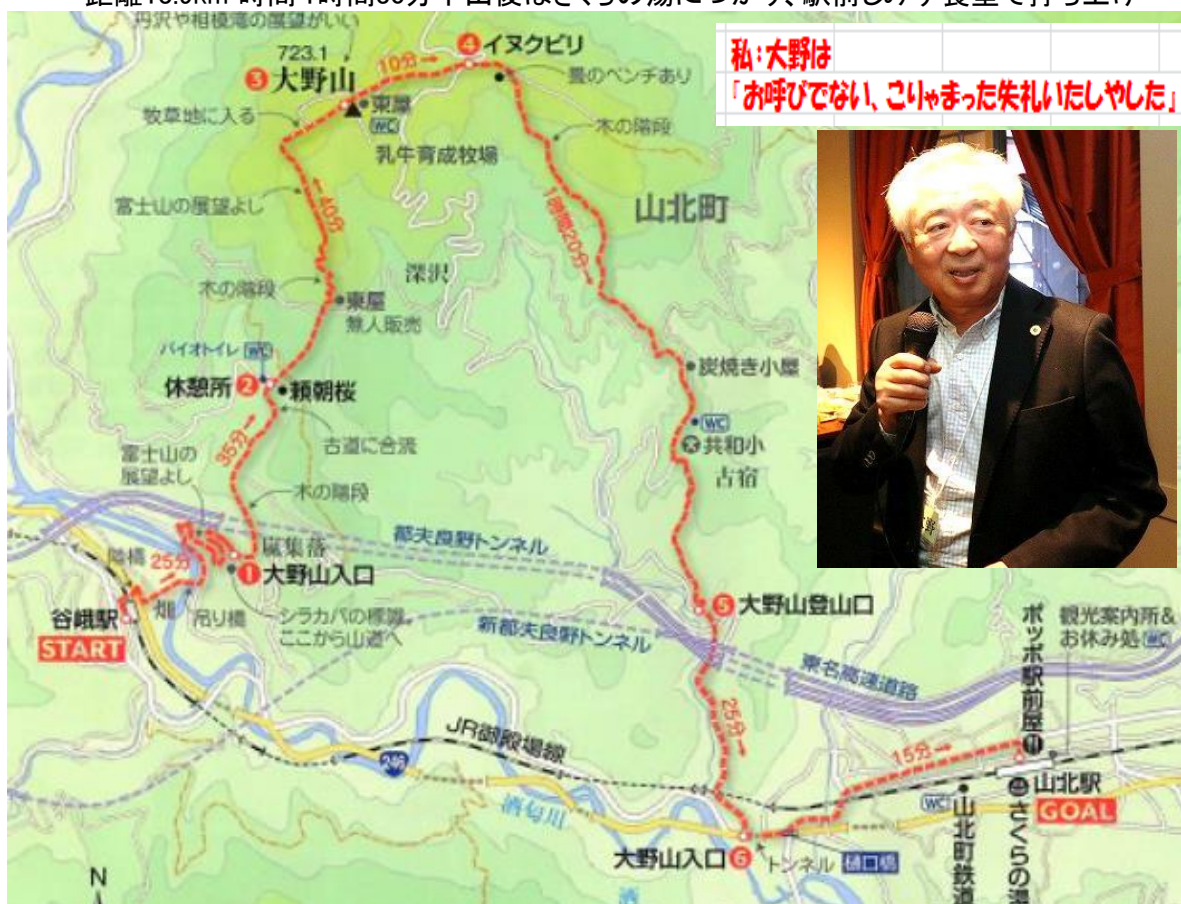 丹沢や相模湾の展望がいい
723.1
③大野山
10分→
④イヌクビリ
畳のベンチあり
私:大野は
「お呼びでない、こりゃまった失礼いたしやした」
牧草地に入る
東屋
WC
乳牛育成牧場
木の階段
富士山の展望よし
←40分
1時間20分→
山北町
深沢
木の階段
東屋
無人販売
バイオトイレ WC
休憩所②
頼朝桜
炭焼き小屋
WC
共和小
古宿
35分→
古道に合流
富士山の
展望よし
木の階段
嵐集落
都夫良野トンネル
25分→
①大野山入口
谷峨駅
START
畑
吊り橋
シラカバの標識。
ここから山道へ
新都夫良野トンネル
⑤大野山登山口
東名高速道路
ポッポ駅前屋
観光案内所&
お休み処 WC
25分→
JR御殿場線
246
酒匂川
15分→
山北駅
GOAL
WC
山北町鉄道
さくらの湯
大野山入口⑥
トンネル
樋口橋
N
酒